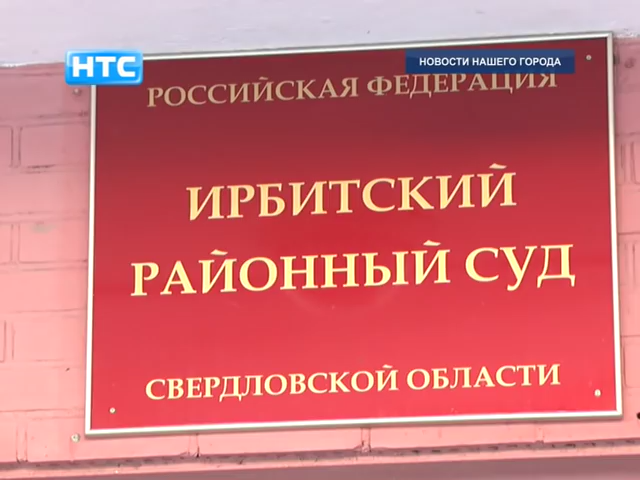 НТС
НОВОСТИ НАШЕГО ГОРОДА
РОССИЙСКАЯ ФЕДЕРАЦИЯ
ИРБИТСКИЙ
РАЙОННЫЙ СУД
СВЕРДЛОВСКОЙ ОБЛАСТИ